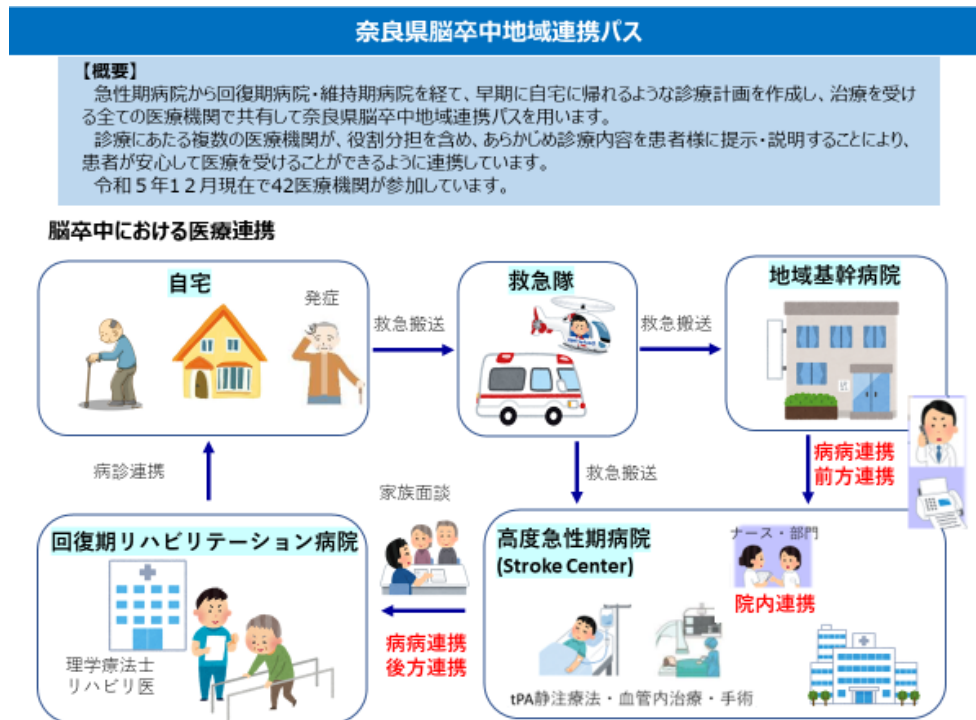 奈良県脳卒中地域連携パス
【概要】
急性期病院から回復期病院・維持期病院を経て、早期に自宅に帰れるような診療計画を作成し、治療を受け
る全ての医療機関で共有して奈良県脳卒中地域連携パスを用います。
診療にあたる複数の医療機関が、役割分担を含め、あらかじめ診療内容を患者様に提示・説明することにより、
患者が安心して医療を受けることができるように連携しています。
令和５年１２月現在で42医療機関が参加しています。
脳卒中における医療連携
自宅
発症
救急搬送
救急隊
救急搬送
地域基幹病院
病診連携
救急搬送
病病連携
前方連携
家族面談
回復期リハビリテーション病院
理学療法士
リハビリ医
病病連携
後方連携
高度急性期病院
(Stroke Center)
ナース・部門
院内連携
tPA静注療法・血管内治療・手術